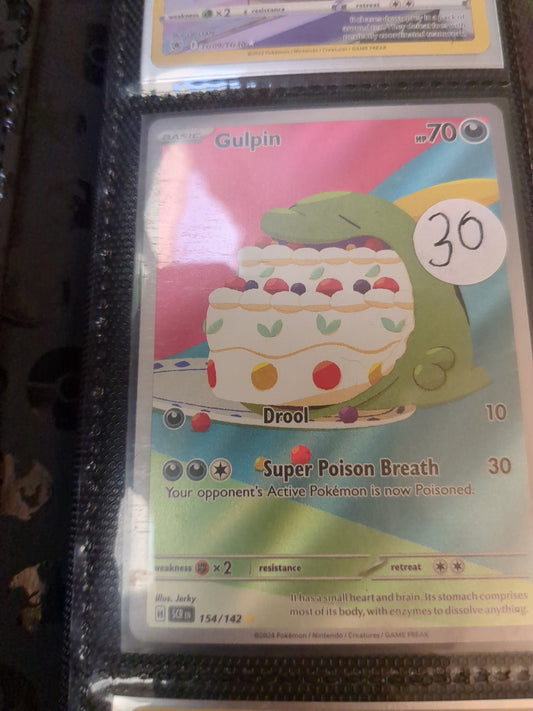 weakness ×2 resistance retreat
©2022 Pokémon / Nintendo / Creatures / GAME FREAK
BASIC Gulpin HP 70
30
Drool 10
Super Poison Breath 30
Your opponent's Active Pokémon is now Poisoned.
weakness ×2 resistance retreat
Illus. Jerky
It has a small heart and brain. Its stomach comprises
most of its body, with enzymes to dissolve anything.
H SCR EN 154/142
©2024 Pokémon / Nintendo / Creatures / GAME FREAK